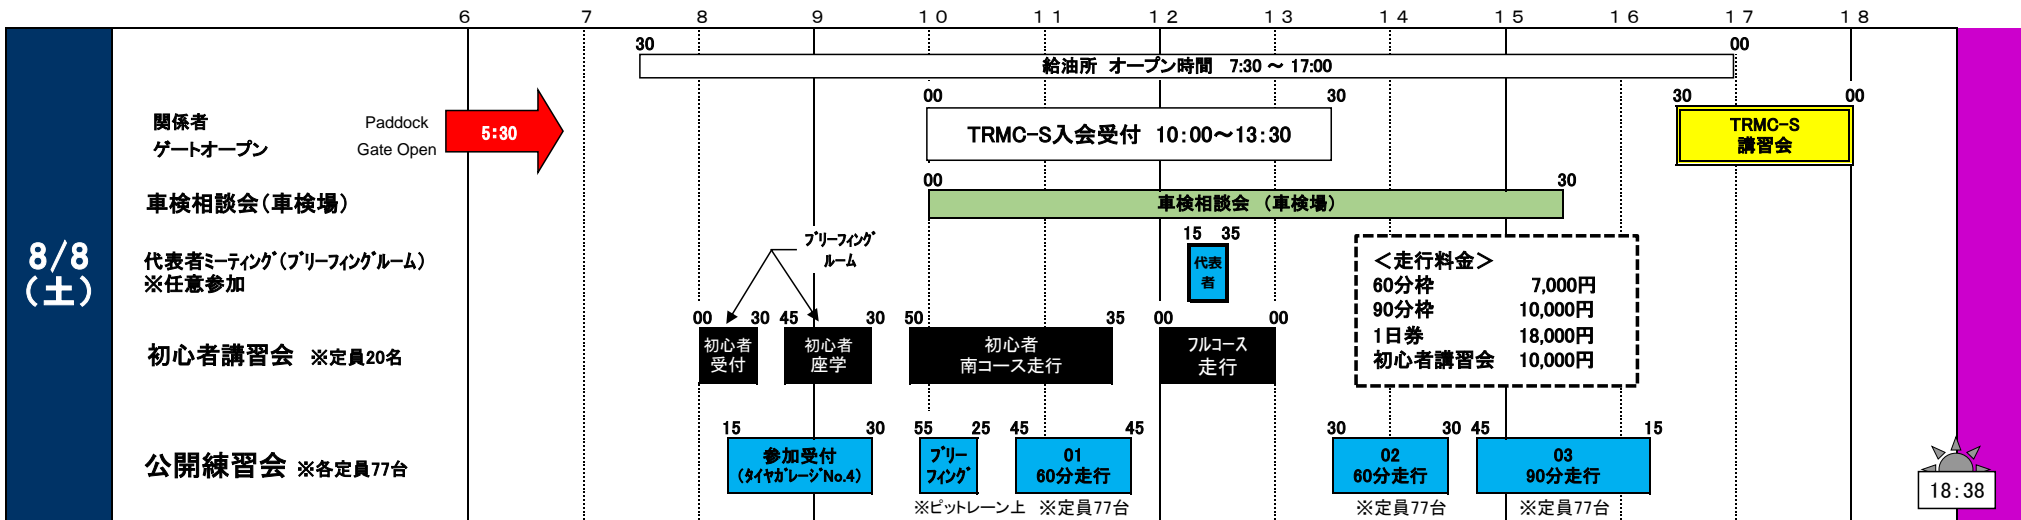 6 7 8 9 10 11 12 13 14 15 16 17 18
30 00
給油所 オープン時間 7:30 ~ 17:00
00 30 30 00
関係者 Paddock
ゲートオープン Gate Open
5:30
TRMC-S入会受付 10:00~13:30
TRMC-S
講習会
00 30
車検相談会(車検場)
車検相談会 (車検場)
8/8
(土)
代表者ミーティング(ブリーフィングルーム)
※任意参加
ブリーフィング
ルーム
15 35
代表
者
<走行料金>
60分枠 7,000円
90分枠 10,000円
1日券 18,000円
初心者講習会 10,000円
00 30 45 30 50 35 00 00
初心者講習会 ※定員20名
初心者
受付
初心者
座学
初心者
南コース走行
フルコース
走行
15 30 55 25 45 45 30 30 45 15
公開練習会 ※各定員77台
参加受付
(タイヤガレージNo.4)
ブリー
フィング
01
60分走行
02
60分走行
03
90分走行
※ピットレーン上 ※定員77台 ※定員77台 ※定員77台
18:38